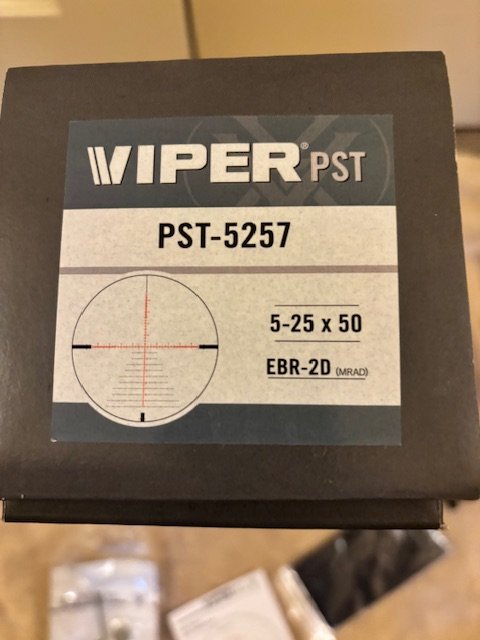 VIPER® PST
PST-5257
5-25 x 50
EBR-2D (MRAD)